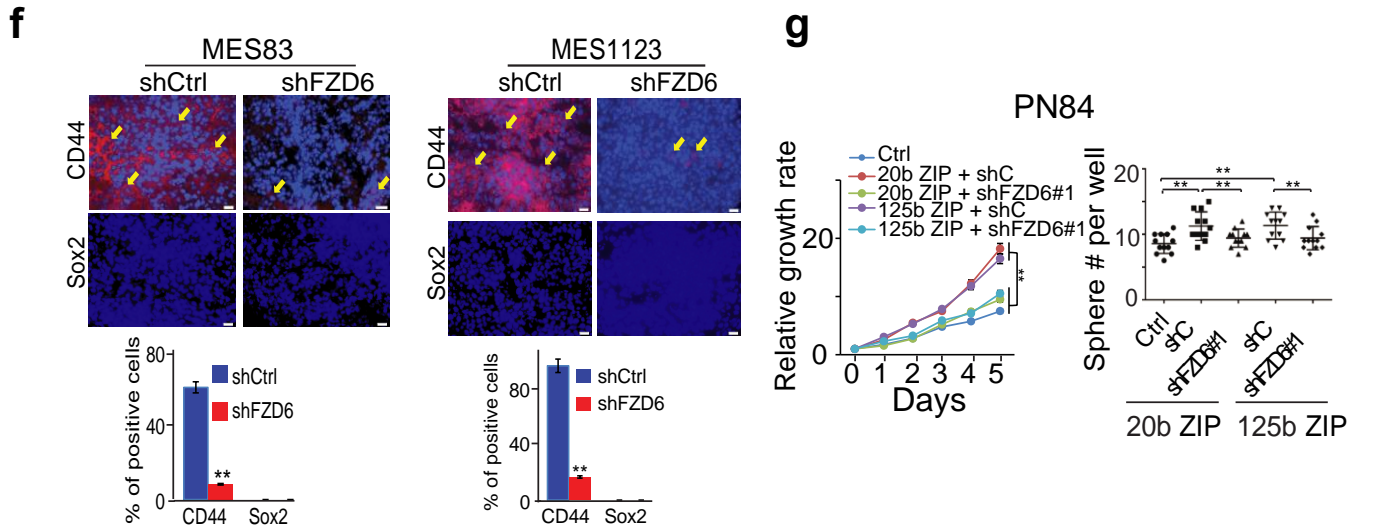 f
MES83
MES1123
shCtrl
shFZD6
shCtrl
shFZD6
CD44
CD44
Sox2
Sox2
% of positive cells
80
40
0
shCtrl
shFZD6
**
CD44
Sox2
% of positive cells
80
40
0
shCtrl
shFZD6
**
CD44
Sox2
g
PN84
Relative growth rate
20
0
Ctrl
20b ZIP + shC
20b ZIP + shFZD6#1
125b ZIP + shC
125b ZIP + shFZD6#1
**
0 1 2 3 4 5
Days
Sphere # per well
20
10
0
**
** ** **
Ctrl
shC
shFZD6#1
shC
shFZD6#1
20b ZIP
125b ZIP